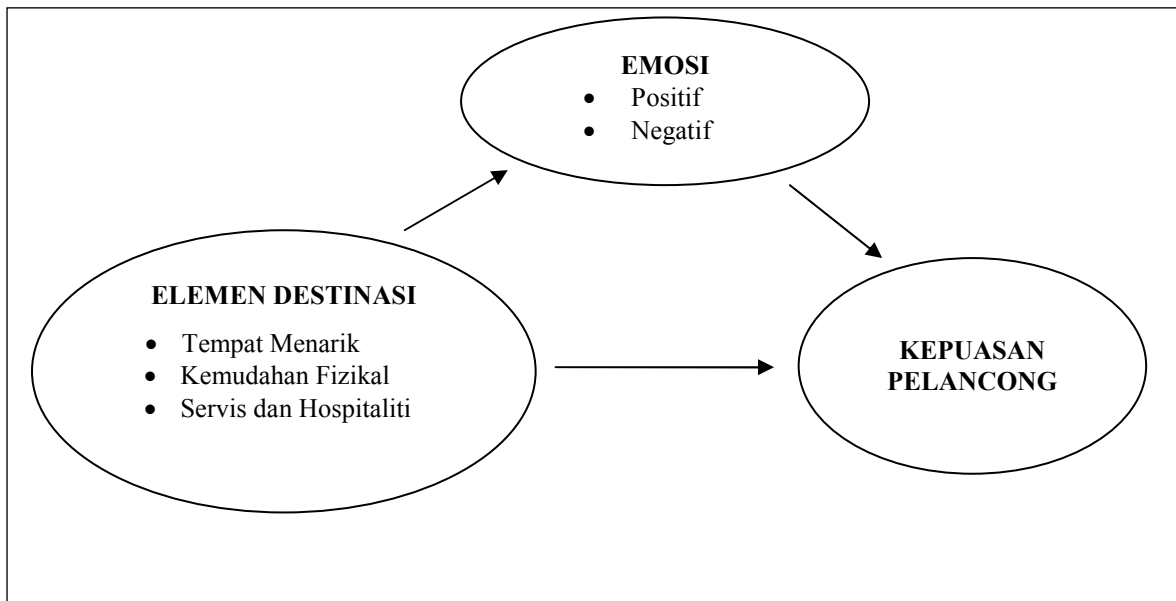 EMOSI
• Positif
• Negatif
ELEMEN DESTINASI
• Tempat Menarik
• Kemudahan Fizikal
• Servis dan Hospitaliti
KEPUASAN
PELANCONG